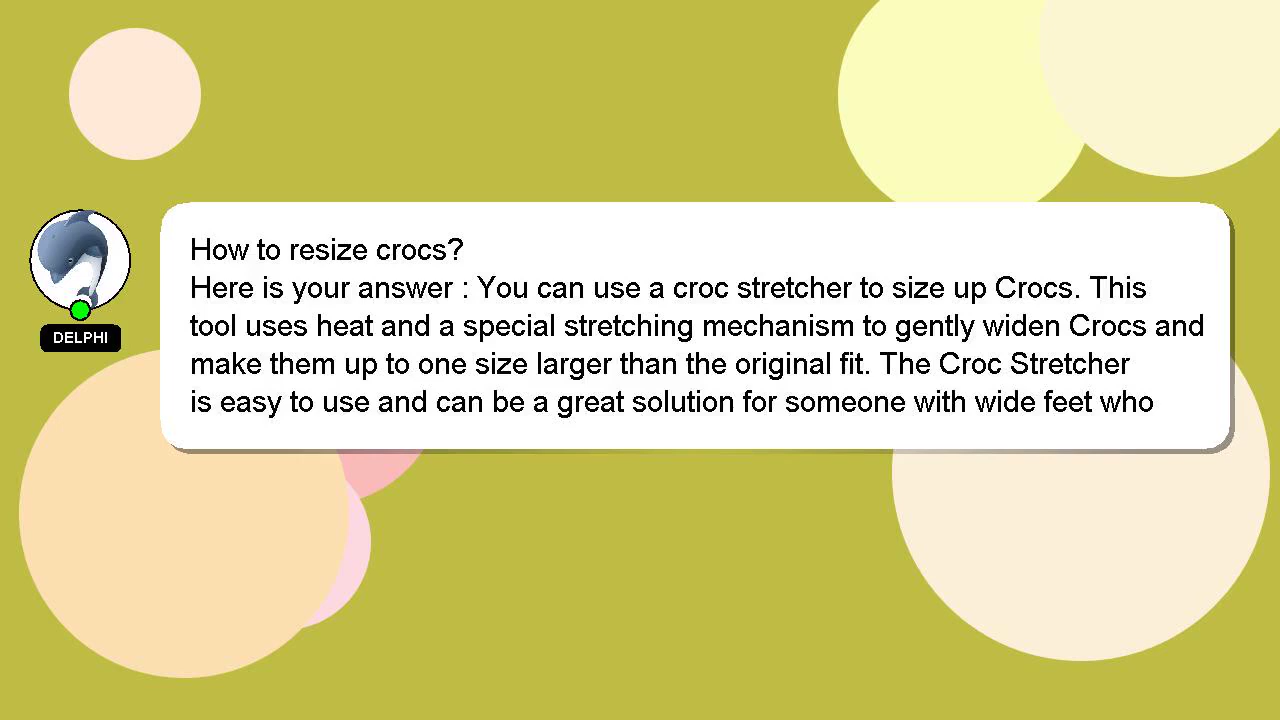 How to resize crocs?
Here is your answer : You can use a croc stretcher to size up Crocs. This
tool uses heat and a special stretching mechanism to gently widen Crocs and
make them up to one size larger than the original fit. The Croc Stretcher
is easy to use and can be a great solution for someone with wide feet who
DELPHI